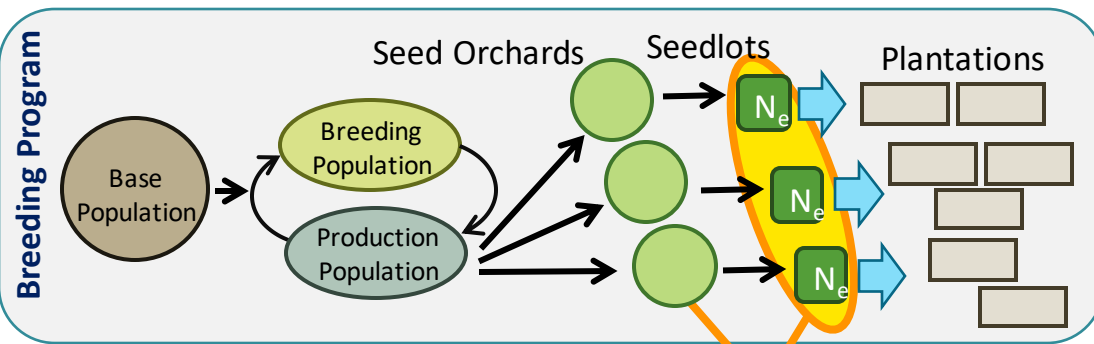 Breeding Program
Seed Orchards
Seedlots
Plantations
Base
Population
Breeding
Population
Production
Population
Ne
Ne
Ne